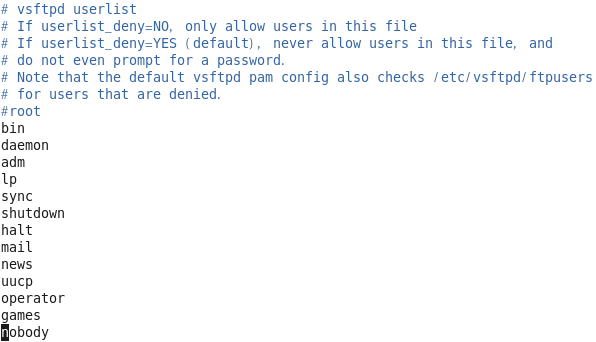 # vsftpd userlist
# If userlist_deny=NO, only allow users in this file
# If userlist_deny=YES (default), never allow users in this file, and
# do not even prompt for a password.
# Note that the default vsftpd pam config also checks /etc/vsftpd/ftpusers
# for users that are denied.
#root
bin
daemon
adm
lp
sync
shutdown
halt
mail
news
uucp
operator
games
nobody